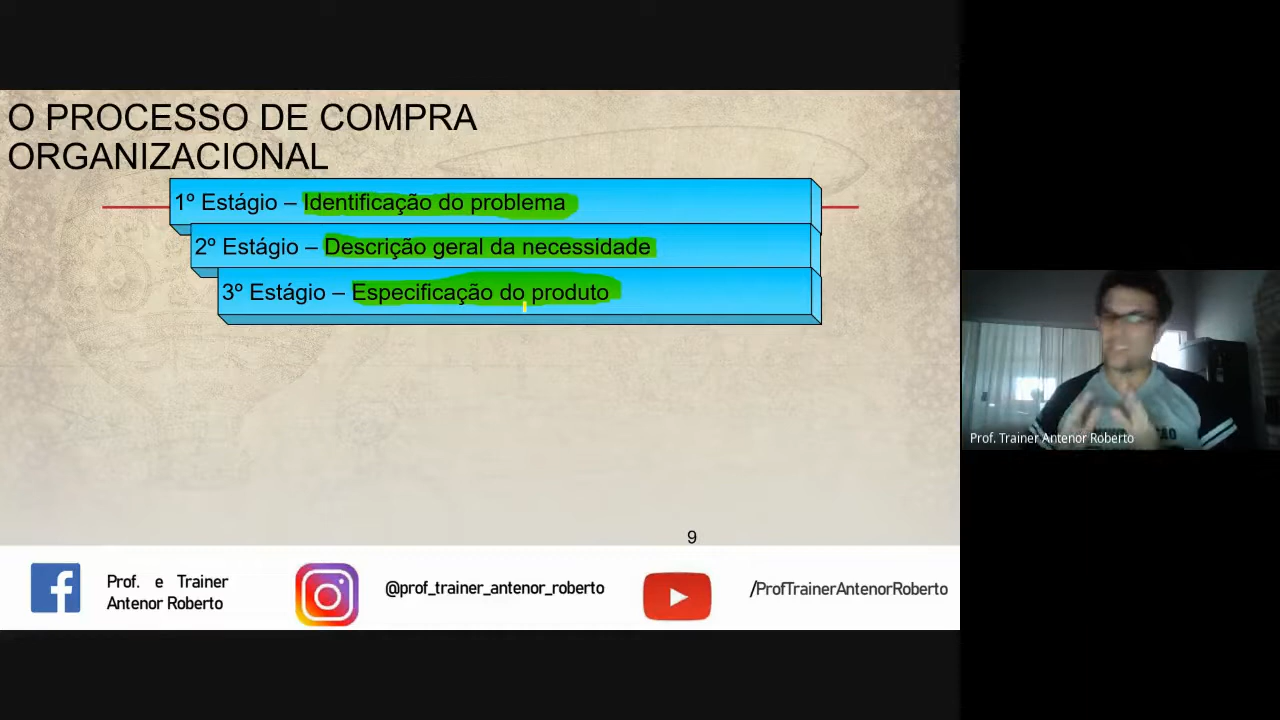 O PROCESSO DE COMPRA
ORGANIZACIONAL
1º Estágio – Identificação do problema
2º Estágio – Descrição geral da necessidade
3º Estágio – Especificação do produto
9
Prof. e Trainer
Antenor Roberto
@prof_trainer_antenor_roberto
/ProfTrainerAntenorRoberto
Prof. Trainer Antenor Roberto